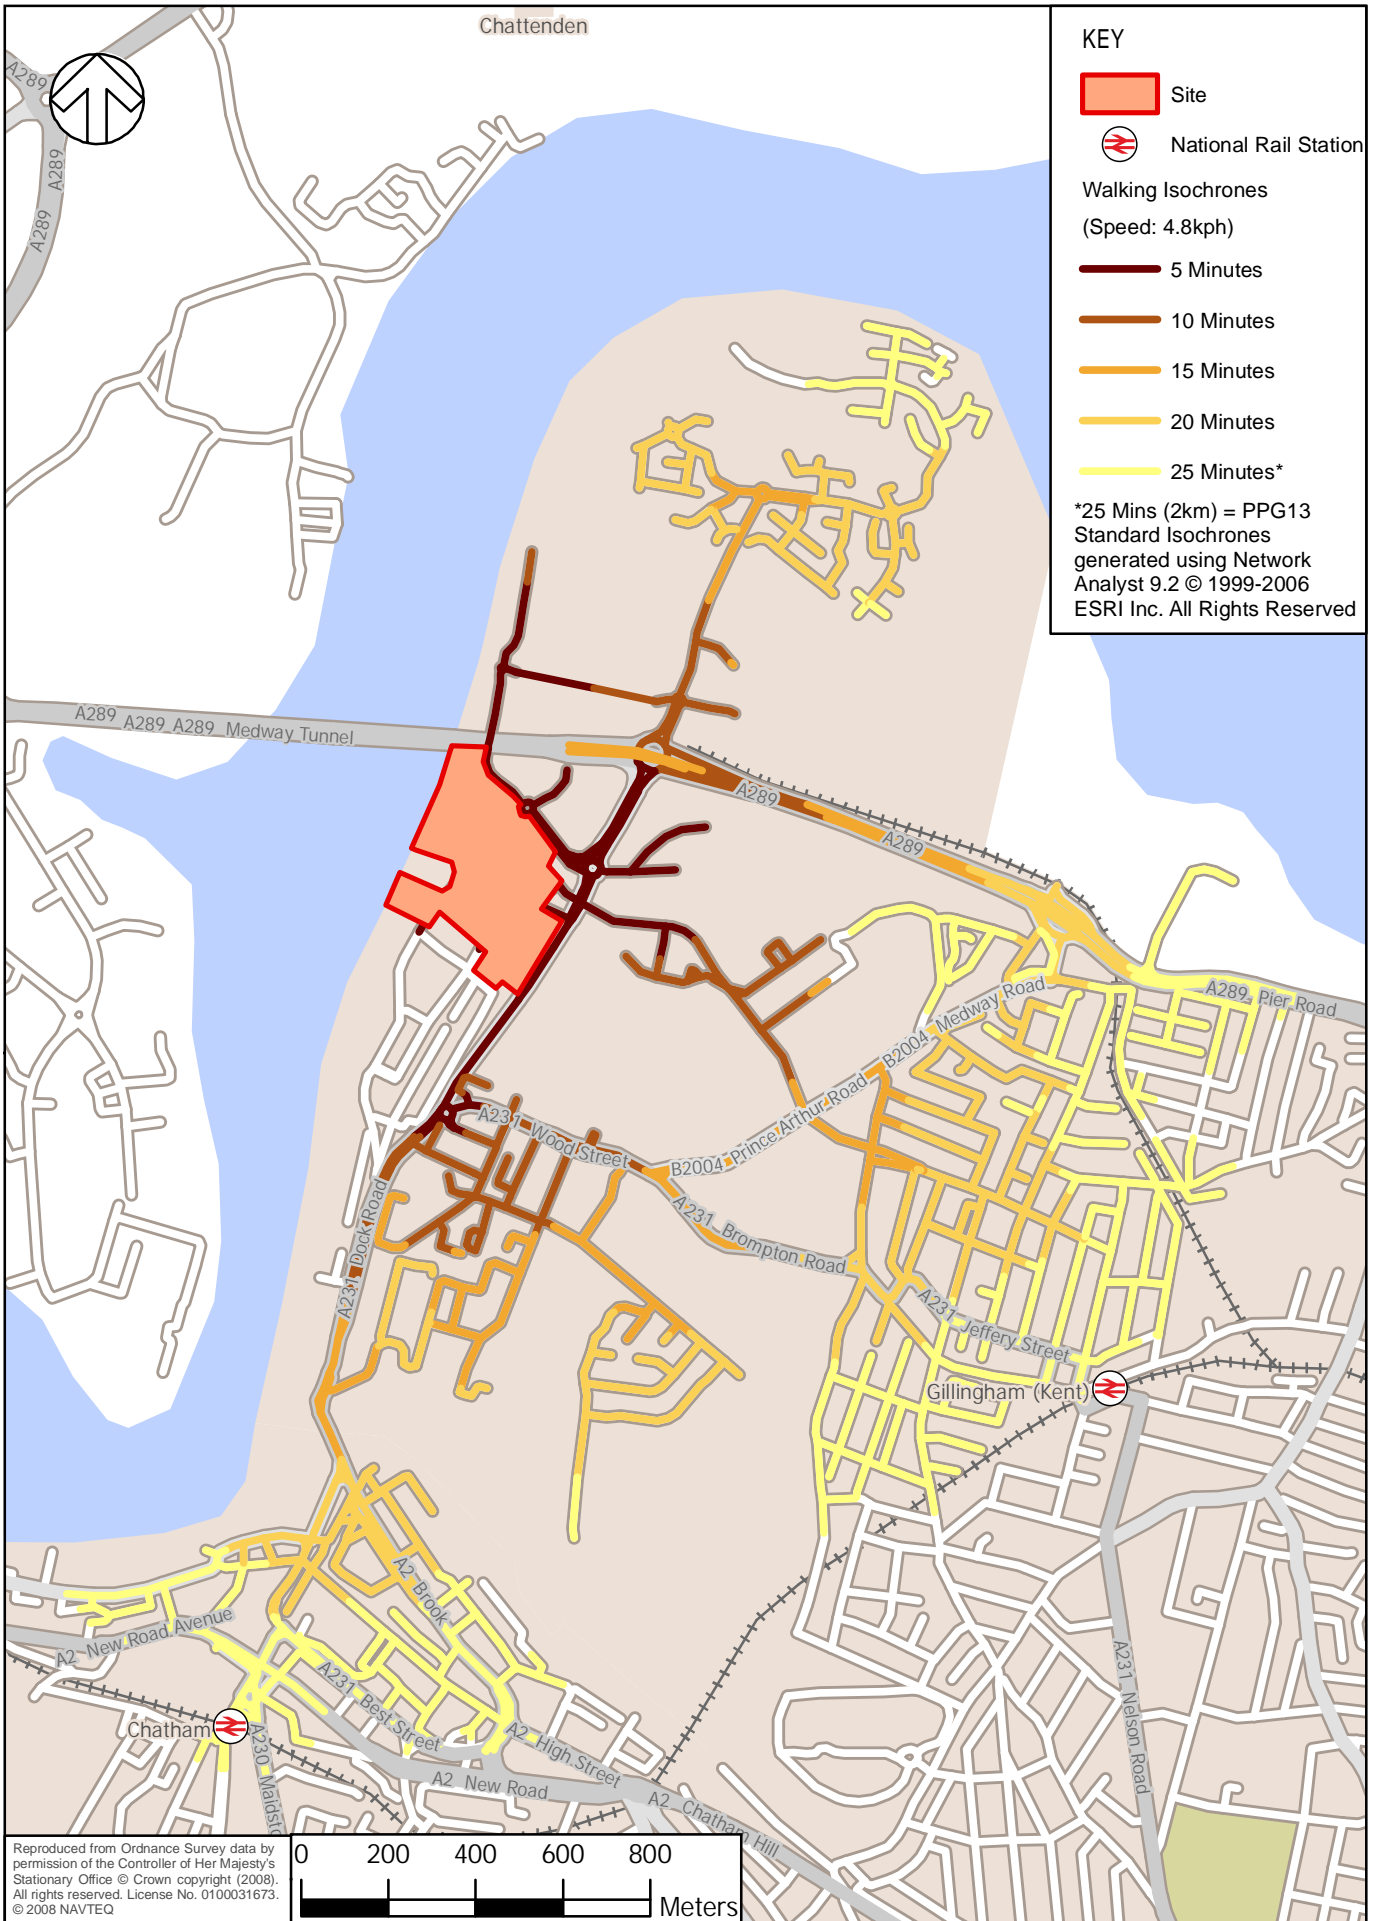 Chattenden
KEY
Site
National Rail Station
Walking Isochrones
(Speed: 4.8kph)
5 Minutes
10 Minutes
15 Minutes
20 Minutes
25 Minutes*
*25 Mins (2km) = PPG13
Standard Isochrones
generated using Network
Analyst 9.2 © 1999-2006
ESRI Inc. All Rights Reserved
A289
A289
A289
A289 A289 A289 Medway Tunnel
A289
A289
A289 Pier Road
B2004 Medway Road
B2004 Prince Arthur Road
A231 Wood Street
A231 Dock Road
A231 Brompton Road
A231 Jeffery Street
Gillingham (Kent)
A2 Brook
A2 New Road Avenue
A231 Best Street
Chatham
A230 Maidsto
A2 High Street
A2 New Road
A2 Chatham Hill
A231 Nelson Road
Reproduced from Ordnance Survey data by
permission of the Controller of Her Majesty's
Stationary Office © Crown copyright (2008).
All rights reserved. License No. 0100031673.
© 2008 NAVTEQ
0 200 400 600 800
Meters